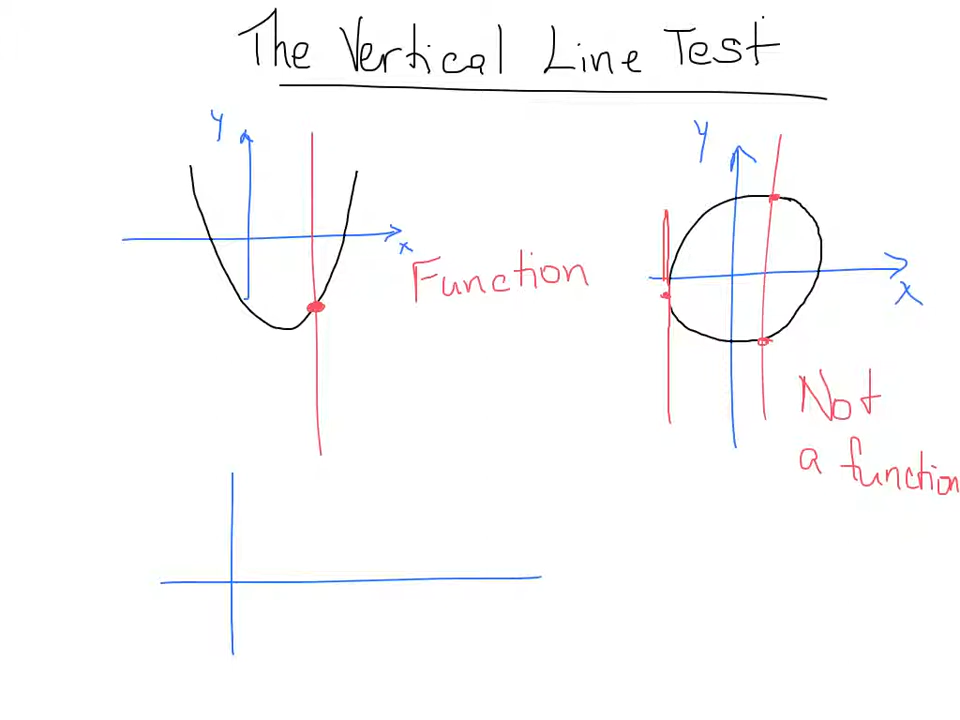 The Vertical Line Test
y
x
Function
y
x
Not
a function